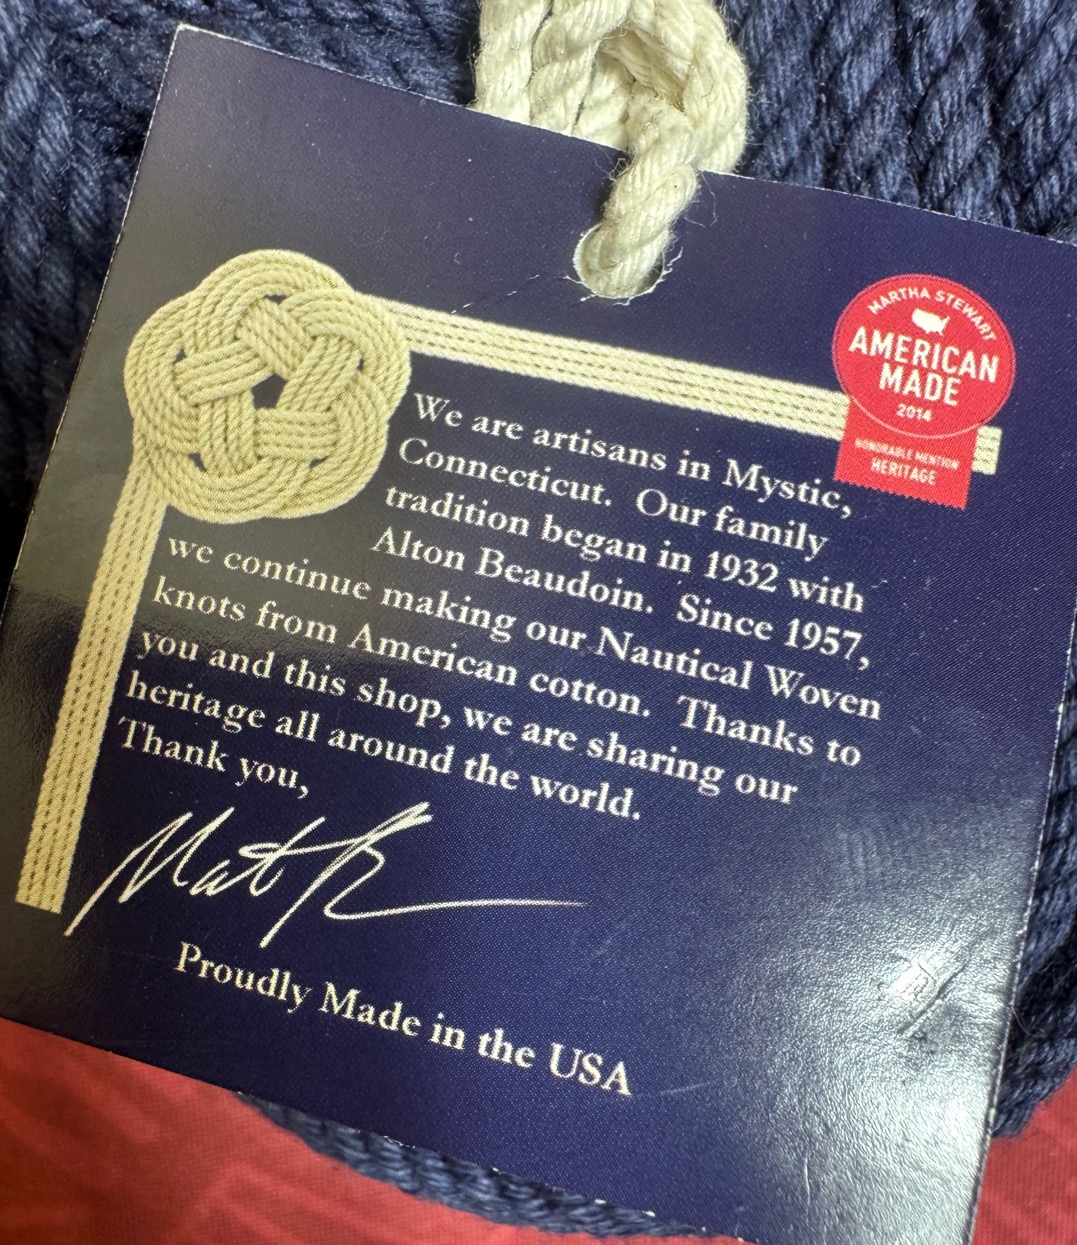 MARTHA STEWART
AMERICAN
MADE
2014
HONORABLE MENTION
HERITAGE
We are artisans in Mystic,
Connecticut. Our family
tradition began in 1932 with
Alton Beaudoin. Since 1957,
we continue making our Nautical Woven
knots from American cotton. Thanks to
you and this shop, we are sharing our
heritage all around the world.
Thank you,
Mat
Proudly Made in the USA